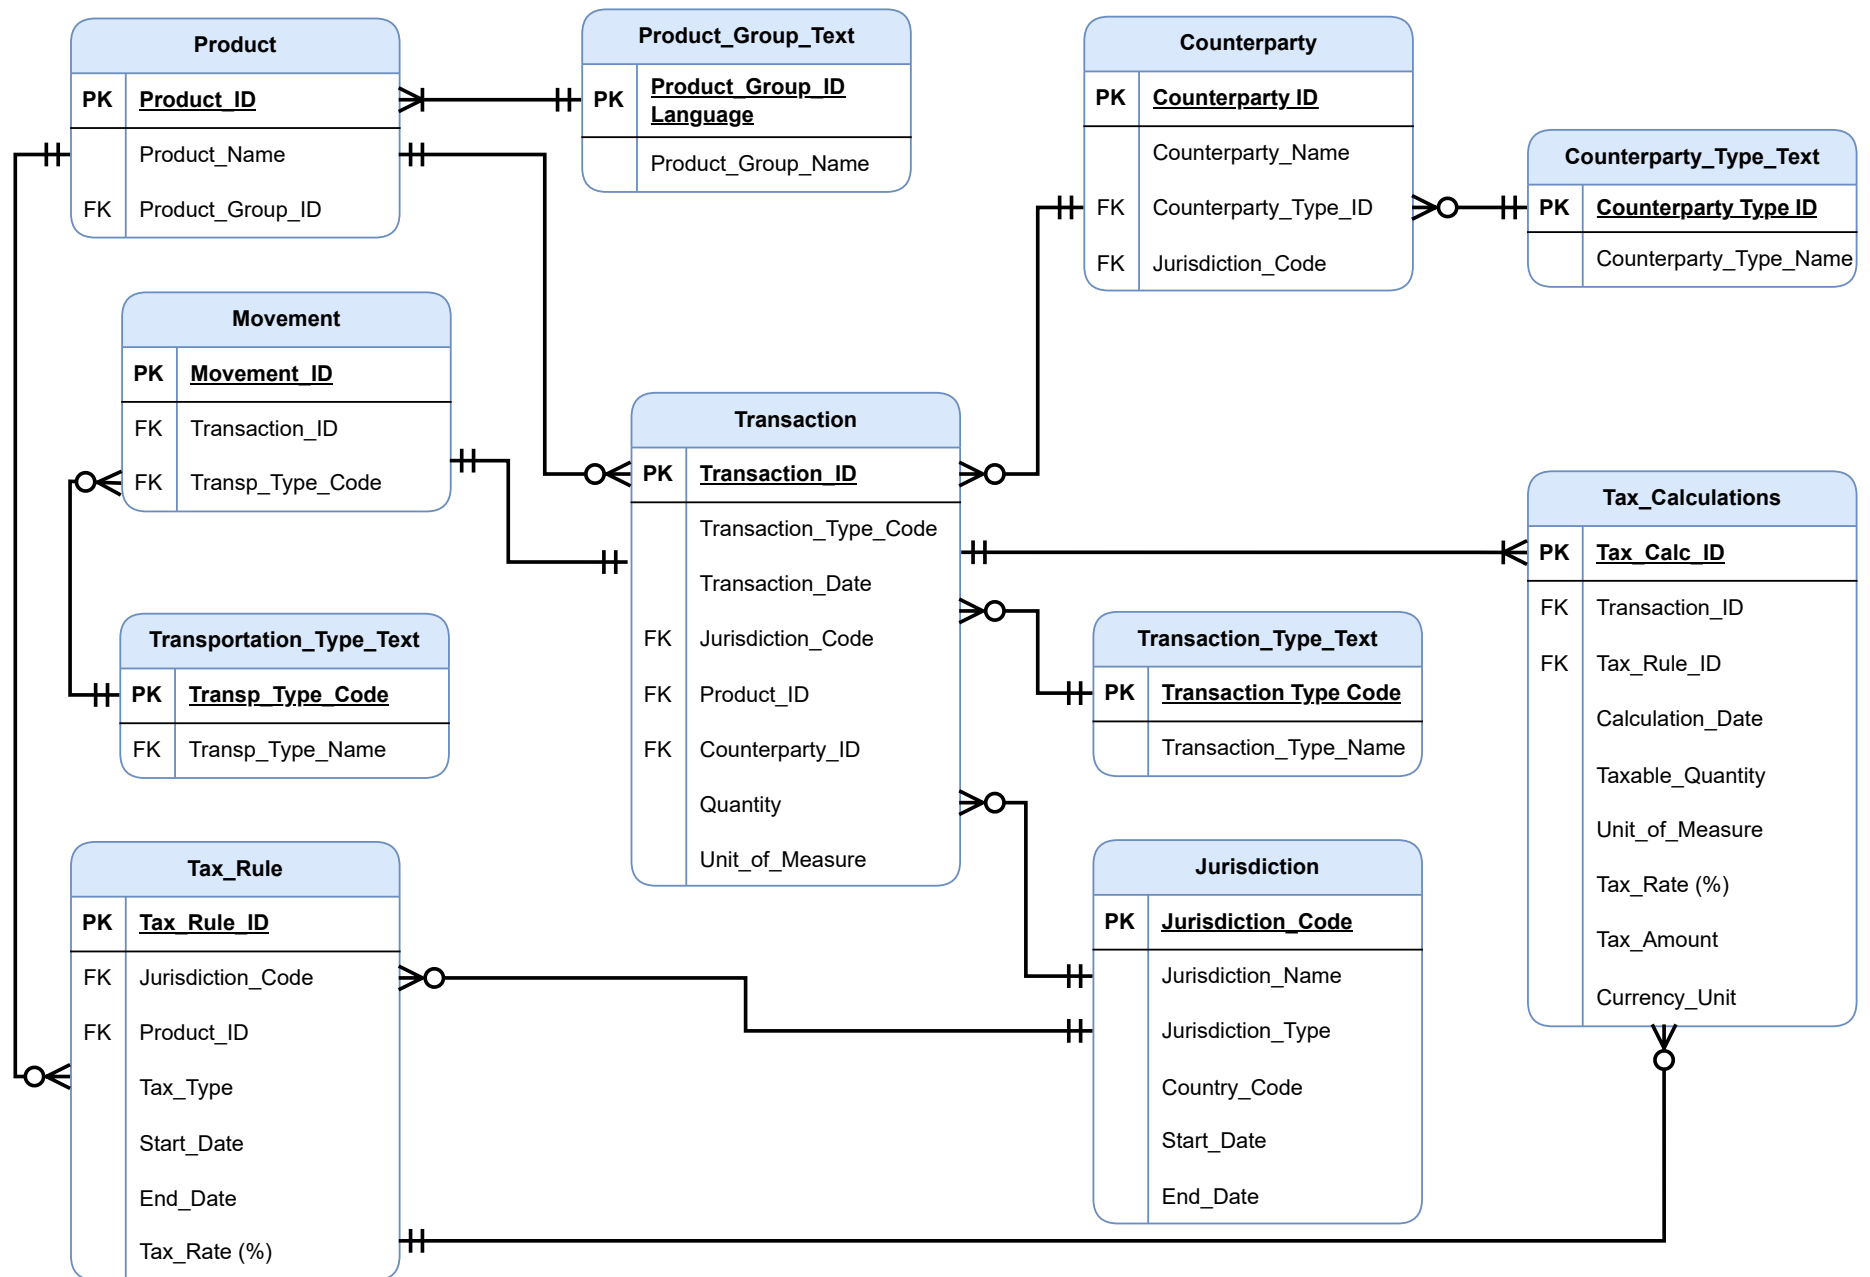 Product
PK Product_ID
Product_Name
FK Product_Group_ID
Product_Group_Text
PK Product_Group_ID
Language
Product_Group_Name
Counterparty
PK Counterparty ID
Counterparty_Name
FK Counterparty_Type_ID
FK Jurisdiction_Code
Counterparty_Type_Text
PK Counterparty Type ID
Counterparty_Type_Name
Movement
PK Movement_ID
FK Transaction_ID
FK Transp_Type_Code
Transaction
PK Transaction_ID
Transaction_Type_Code
Transaction_Date
FK Jurisdiction_Code
FK Product_ID
FK Counterparty_ID
Quantity
Unit_of_Measure
Tax_Calculations
PK Tax_Calc_ID
FK Transaction_ID
FK Tax_Rule_ID
Calculation_Date
Taxable_Quantity
Unit_of_Measure
Tax_Rate (%)
Tax_Amount
Currency_Unit
Transportation_Type_Text
PK Transp_Type_Code
FK Transp_Type_Name
Transaction_Type_Text
PK Transaction Type Code
Transaction_Type_Name
Tax_Rule
PK Tax_Rule_ID
FK Jurisdiction_Code
FK Product_ID
Tax_Type
Start_Date
End_Date
Tax_Rate (%)
Jurisdiction
PK Jurisdiction_Code
Jurisdiction_Name
Jurisdiction_Type
Country_Code
Start_Date
End_Date